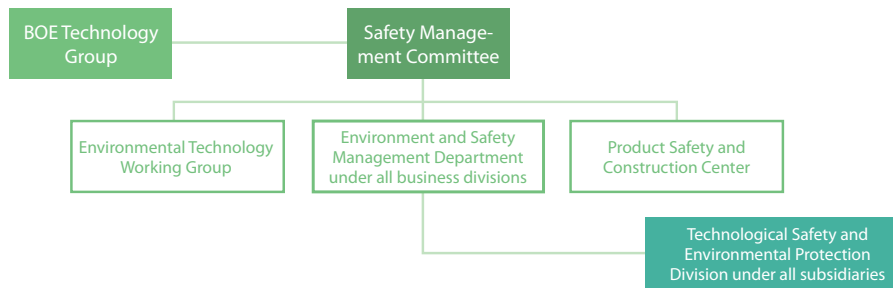 BOE Technology
Group
Safety Manage-
ment Committee
Environmental Technology
Working Group
Environment and Safety
Management Department
under all business divisions
Product Safety and
Construction Center
Technological Safety and
Environmental Protection
Division under all subsidiaries